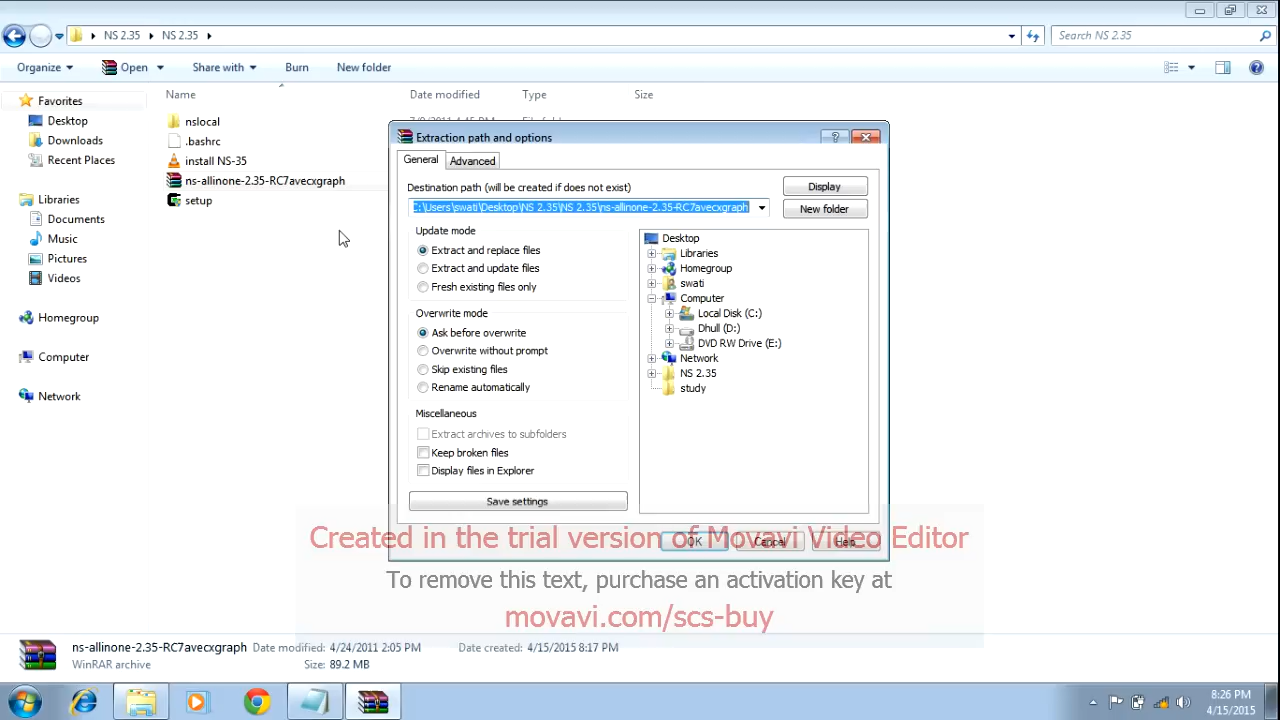 NS 2.35 NS 2.35
Search NS 2.35
Organize Open Share with Burn New folder
Favorites
Desktop
Downloads
Recent Places
Libraries
Documents
Music
Pictures
Videos
Homegroup
Computer
Network
Name Date modified Type Size
nslocal
.bashrc
install NS-35
ns-allinone-2.35-RC7avecxgraph
setup
Extraction path and options
General Advanced
Destination path (will be created if does not exist)
C:\Users\swati\Desktop\NS 2.35\NS 2.35\ns-allinone-2.35-RC7avecxgraph
Display
New folder
Update mode
Extract and replace files
Extract and update files
Fresh existing files only
Overwrite mode
Ask before overwrite
Overwrite without prompt
Skip existing files
Rename automatically
Miscellaneous
Extract archives to subfolders
Keep broken files
Display files in Explorer
Save settings
Desktop
Libraries
Homegroup
swati
Computer
Local Disk (C:)
Dhull (D:)
DVD RW Drive (E:)
Network
NS 2.35
study
OK Cancel Help
Created in the trial version of Movavi Video Editor
To remove this text, purchase an activation key at
movavi.com/scs-buy
ns-allinone-2.35-RC7avecxgraph Date modified: 4/24/2011 2:05 PM Date created: 4/15/2015 8:17 PM
WinRAR archive Size: 89.2 MB
8:26 PM
4/15/2015